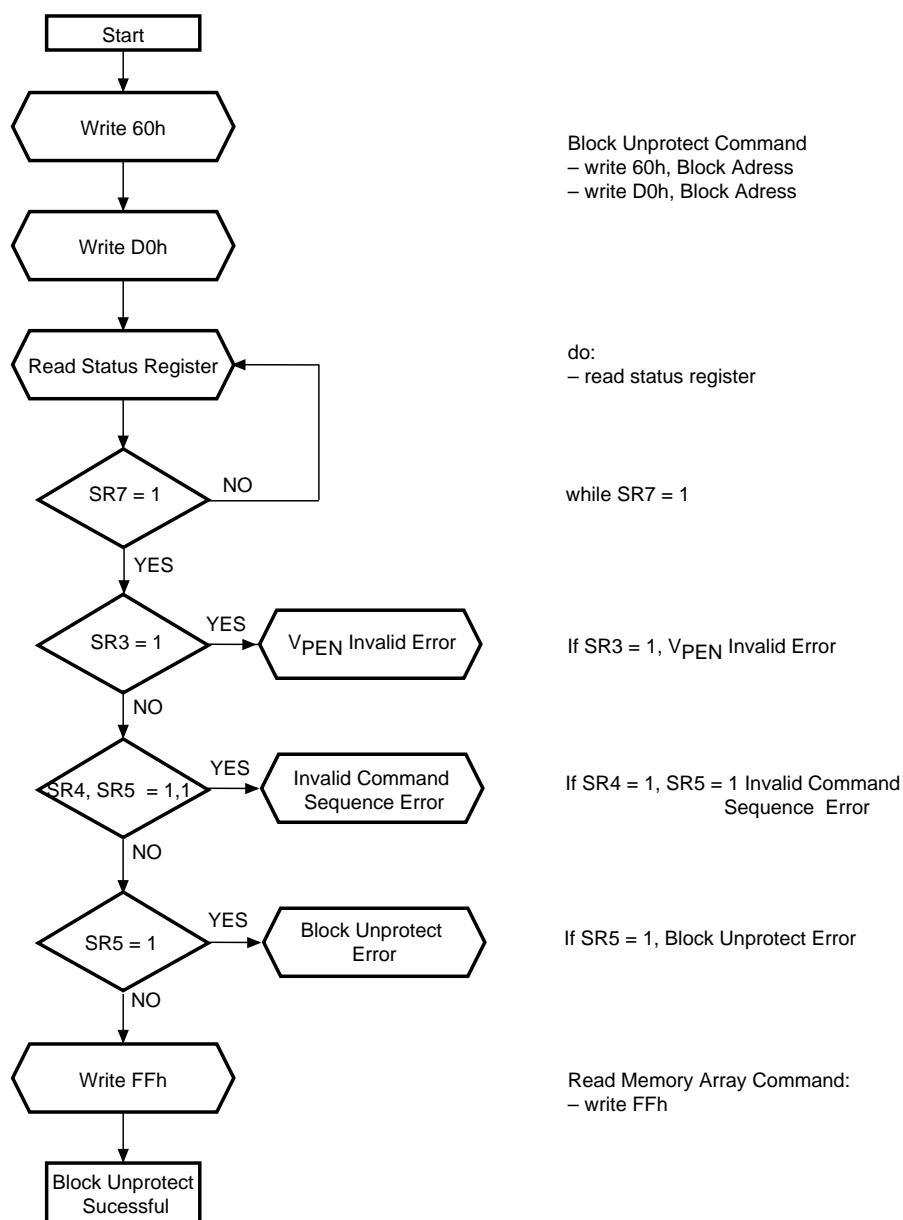 Start
Write 60h
Block Unprotect Command
– write 60h, Block Adress
– write D0h, Block Adress
Write D0h
Read Status Register
do:
– read status register
SR7 = 1
NO
while SR7 = 1
YES
SR3 = 1
YES
VPEN Invalid Error
If SR3 = 1, VPEN Invalid Error
NO
SR4, SR5 = 1,1
YES
Invalid Command
Sequence Error
If SR4 = 1, SR5 = 1 Invalid Command
Sequence Error
NO
SR5 = 1
YES
Block Unprotect
Error
If SR5 = 1, Block Unprotect Error
NO
Write FFh
Read Memory Array Command:
– write FFh
Block Unprotect
Sucessful